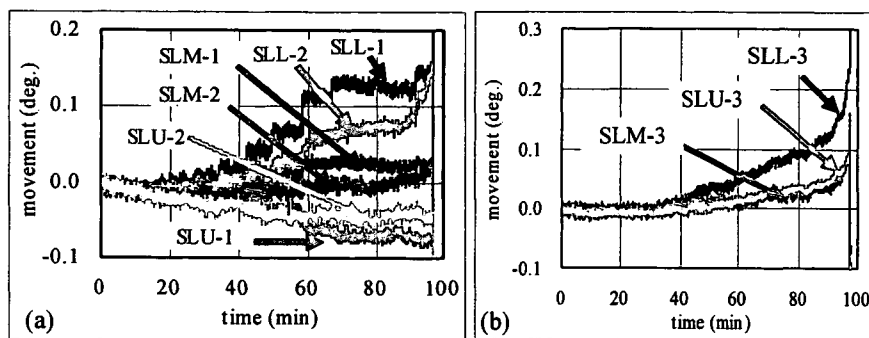 0.2
0.1
0.0
-0.1
movement (deg.)
SLM-1
SLL-2
SLL-1
SLM-2
SLU-2
SLU-1
0 20 40 60 80 100
(a)
time (min)
0.3
0.2
0.1
0.0
-0.1
movement (deg.)
SLL-3
SLU-3
SLM-3
0 20 40 60 80 100
(b)
time (min)